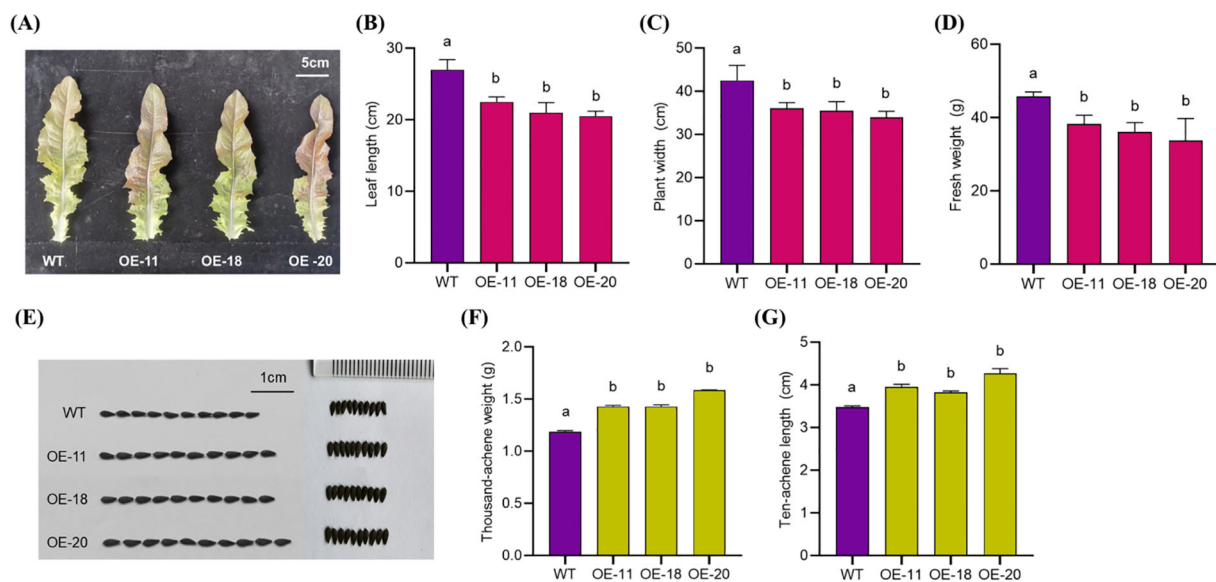 (A)
5cm
WT OE-11 OE-18 OE -20
(B)
Leaf length (cm)
30
20
10
0
a
b
b
b
WT OE-11 OE-18 OE-20
(C)
Plant width (cm)
50
40
30
20
10
0
a
b
b
b
WT OE-11 OE-18 OE-20
(D)
Fresh weight (g)
60
40
20
0
a
b
b
b
WT OE-11 OE-18 OE-20
(E)
1cm
WT
OE-11
OE-18
OE-20
(F)
Thousand-achene weight (g)
2.0
1.5
1.0
0.5
0.0
a
b
b
b
WT OE-11 OE-18 OE-20
(G)
Ten-achene length (cm)
5
4
3
2
1
0
a
b
b
b
WT OE-11 OE-18 OE-20